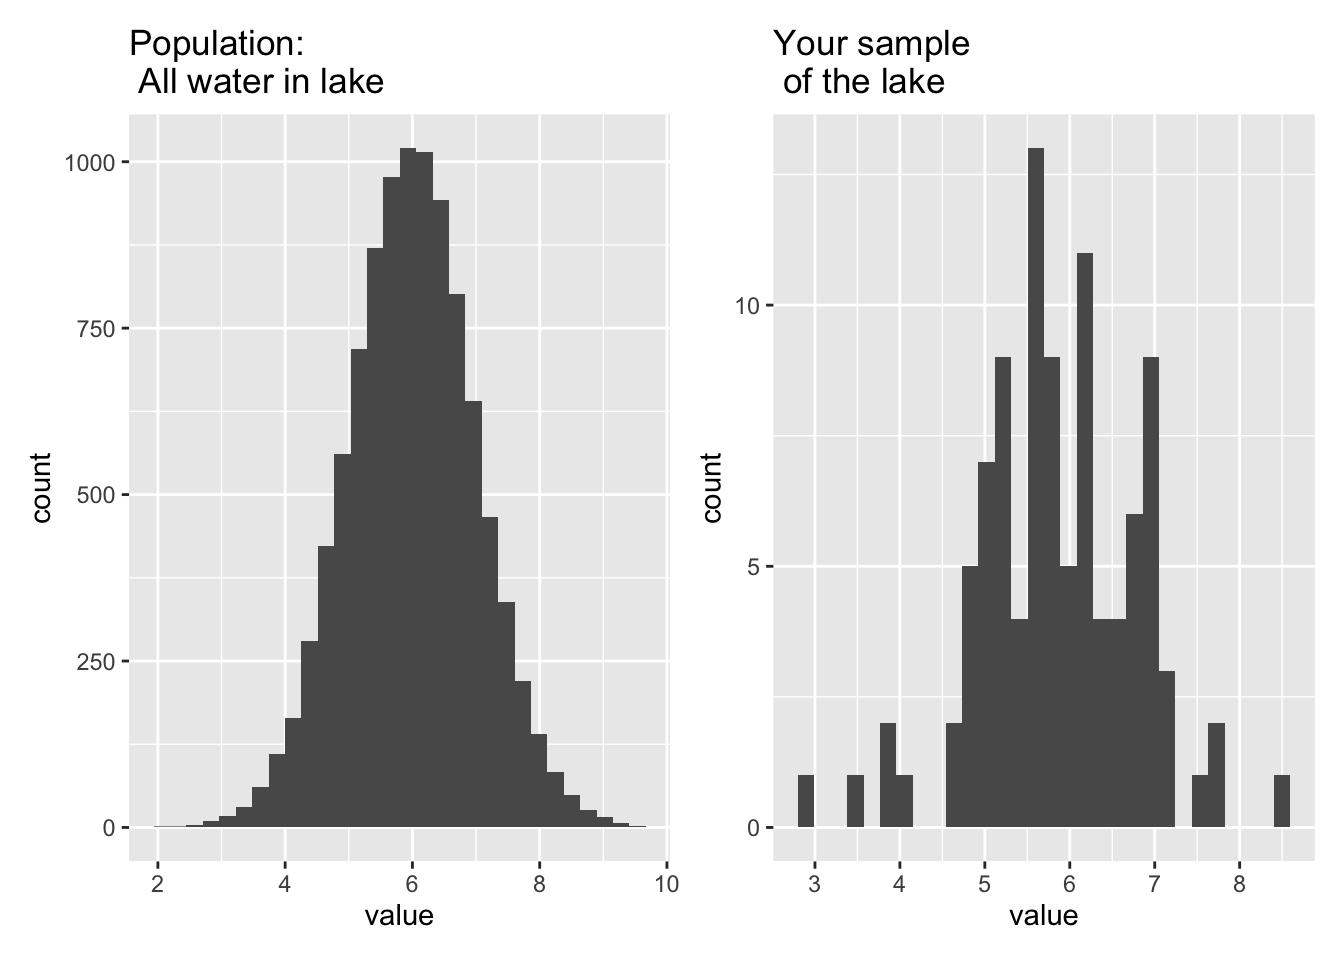 Population:
All water in lake
1000
750
500
250
0
count
2 4 6 8 10
value
Your sample
of the lake
10
5
0
count
3 4 5 6 7 8
value